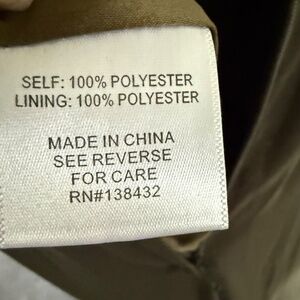 SELF: 100% POLYESTER
LINING: 100% POLYESTER
MADE IN CHINA
SEE REVERSE
FOR CARE
RN#138432